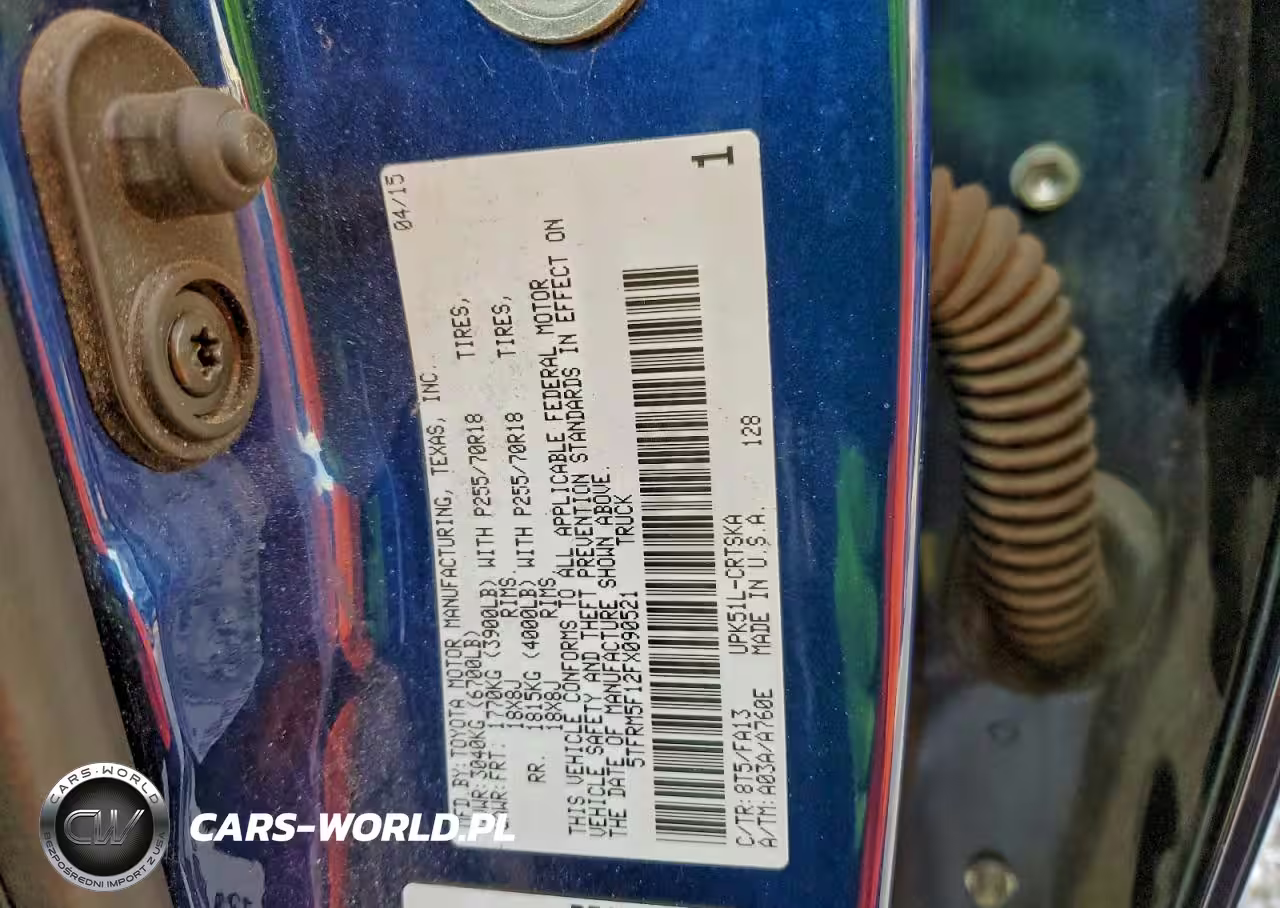 04/15
MFD BY: TOYOTA MOTOR MANUFACTURING, TEXAS, INC.
GVWR: 3040KG (6700LB)
GAWR: FRT. 1770KG (3900LB) WITH P255/70R18 TIRES,
18X8J RIMS,
RR. 1815KG (4000LB) WITH P255/70R18 TIRES,
18X8J RIMS.
THIS VEHICLE CONFORMS TO ALL APPLICABLE FEDERAL MOTOR
VEHICLE SAFETY AND THEFT PREVENTION STANDARDS IN EFFECT ON
THE DATE OF MANUFACTURE SHOWN ABOVE.
5TFRM5F12FX090521 TRUCK
C/TR: 8T5/FA13 UPK51L-CRTSKA 128
A/TM: A03A/A760E MADE IN U.S.A.
1
CARS-WORLD
CW
BEZPOŚREDNI IMPORT Z USA
CARS-WORLD.PL